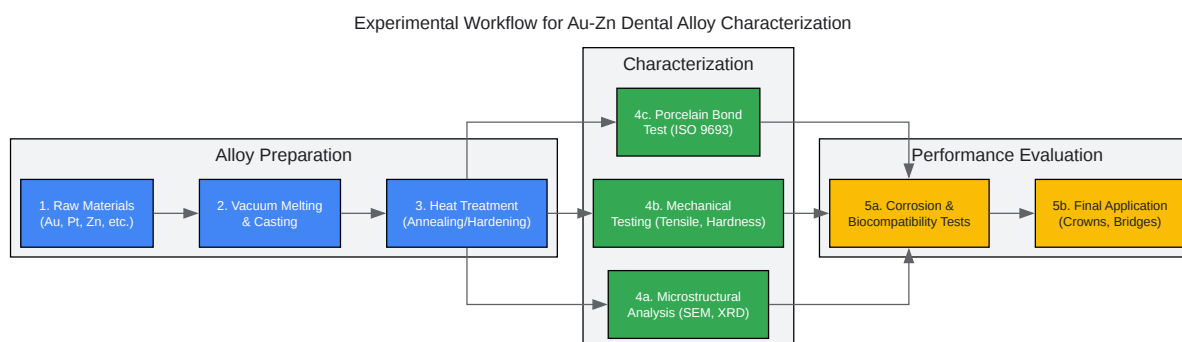 Experimental Workflow for Au-Zn Dental Alloy Characterization
Alloy Preparation
1. Raw Materials
(Au, Pt, Zn, etc.)
2. Vacuum Melting
& Casting
3. Heat Treatment
(Annealing/Hardening)
Characterization
4c. Porcelain Bond
Test (ISO 9693)
4b. Mechanical
Testing (Tensile, Hardness)
4a. Microstructural
Analysis (SEM, XRD)
Performance Evaluation
5a. Corrosion &
Biocompatibility Tests
5b. Final Application
(Crowns, Bridges)